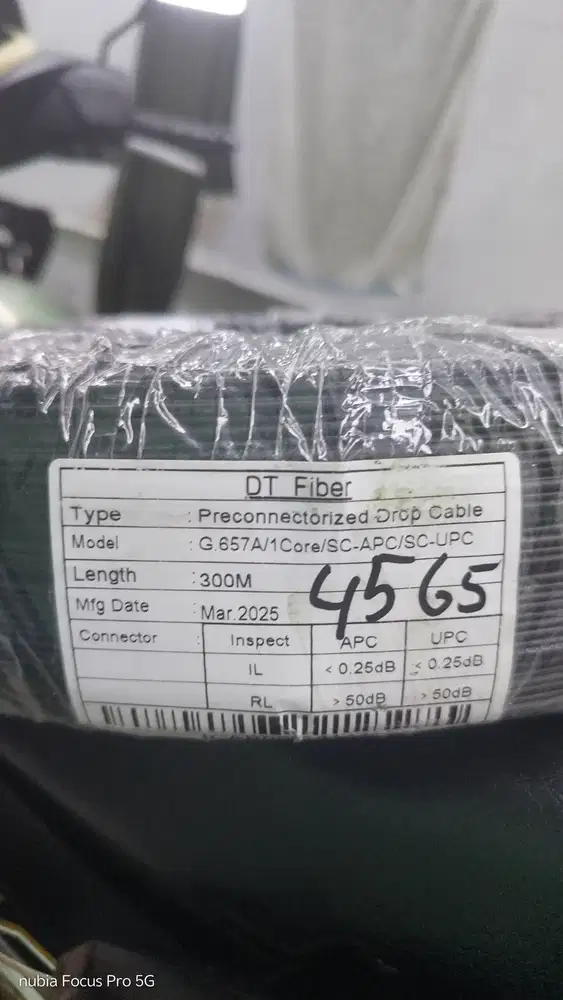 DT Fiber
Type : Preconnectorized Drop Cable
Model : G.657A/1Core/SC-APC/SC-UPC
Length : 300M
4565
Mfg Date : Mar.2025
Connector : Inspect APC UPC
IL < 0.25dB < 0.25dB
RL > 50dB > 50dB
nubia Focus Pro 5G